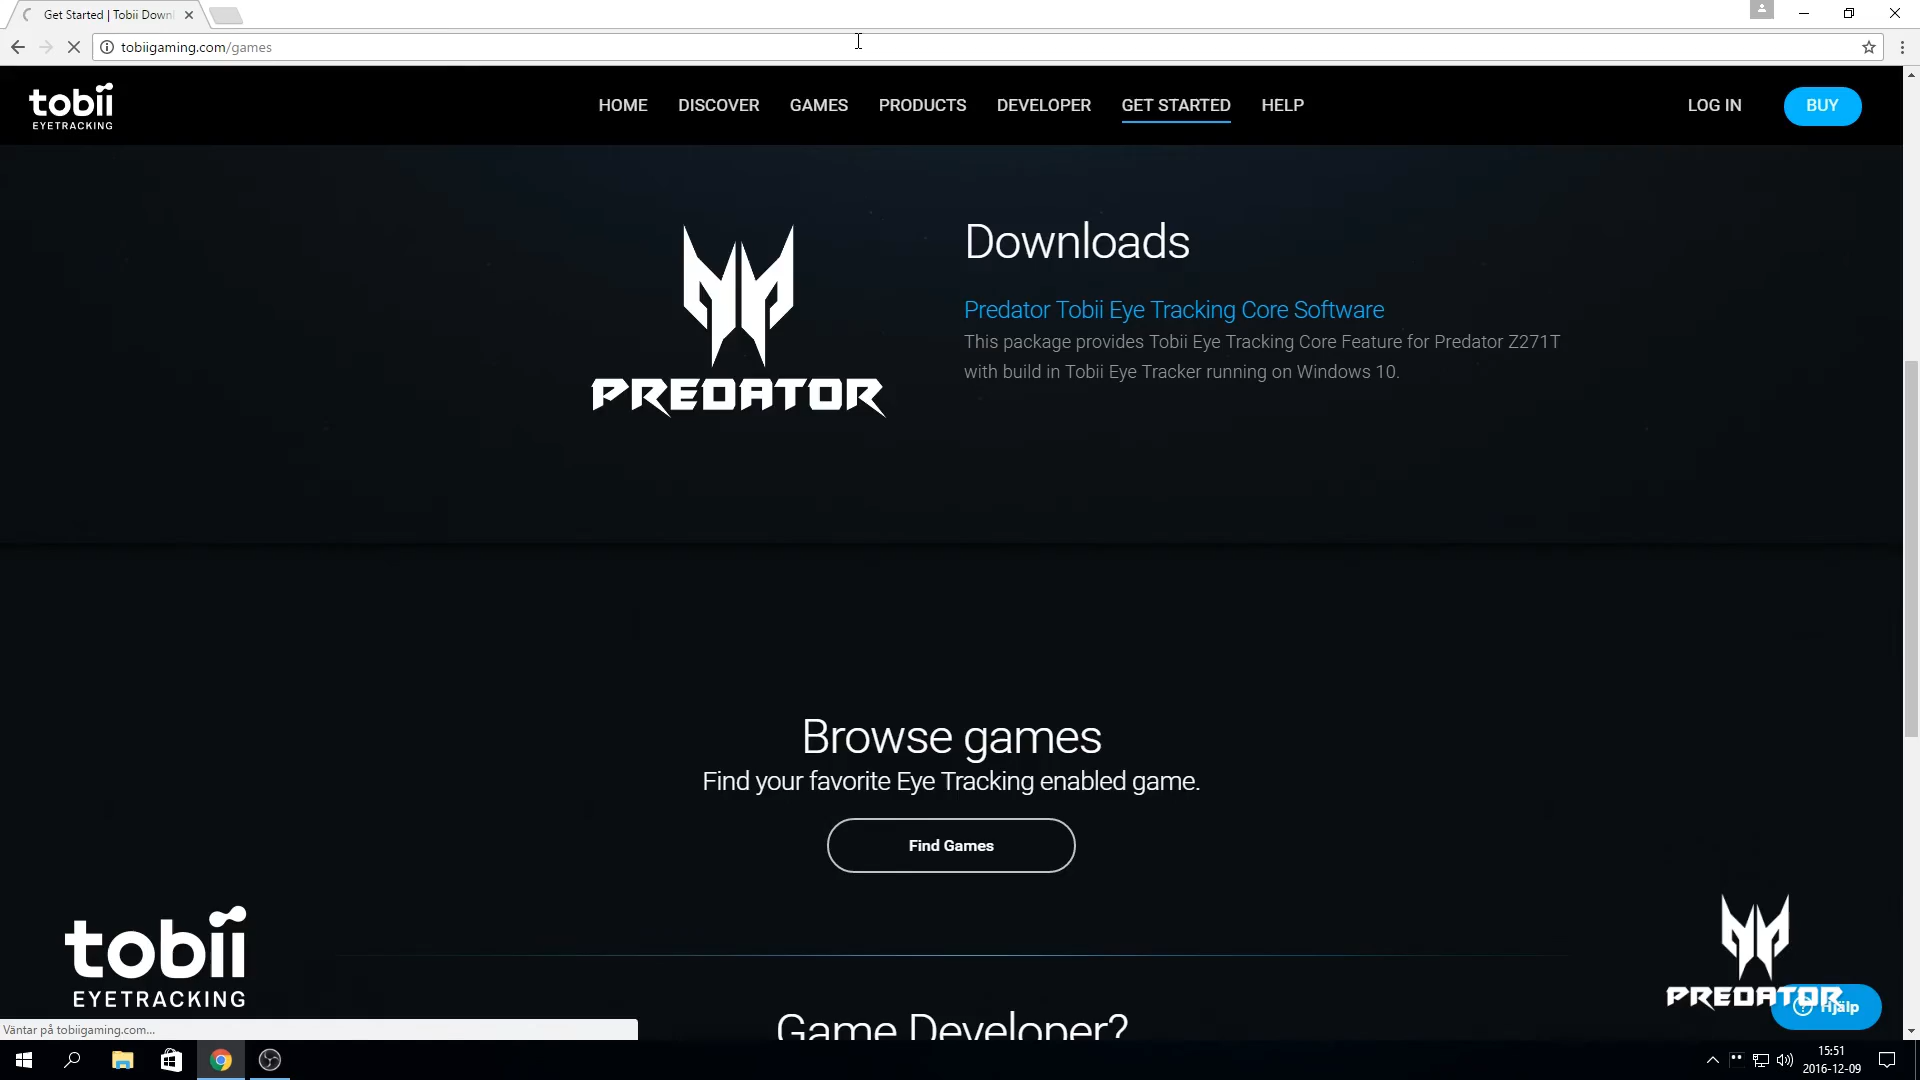 Get Started | Tobii Down
tobiigaming.com/games
tobii
EYETRACKING
HOME
DISCOVER
GAMES
PRODUCTS
DEVELOPER
GET STARTED
HELP
LOG IN
BUY
Downloads
Predator Tobii Eye Tracking Core Software
This package provides Tobii Eye Tracking Core Feature for Predator Z271T
with build in Tobii Eye Tracker running on Windows 10.
PREDATOR
Browse games
Find your favorite Eye Tracking enabled game.
Find Games
tobii
EYETRACKING
PREDATOR
Hjälp
Game Developer?
Väntar på tobiigaming.com...
15:51
2016-12-09